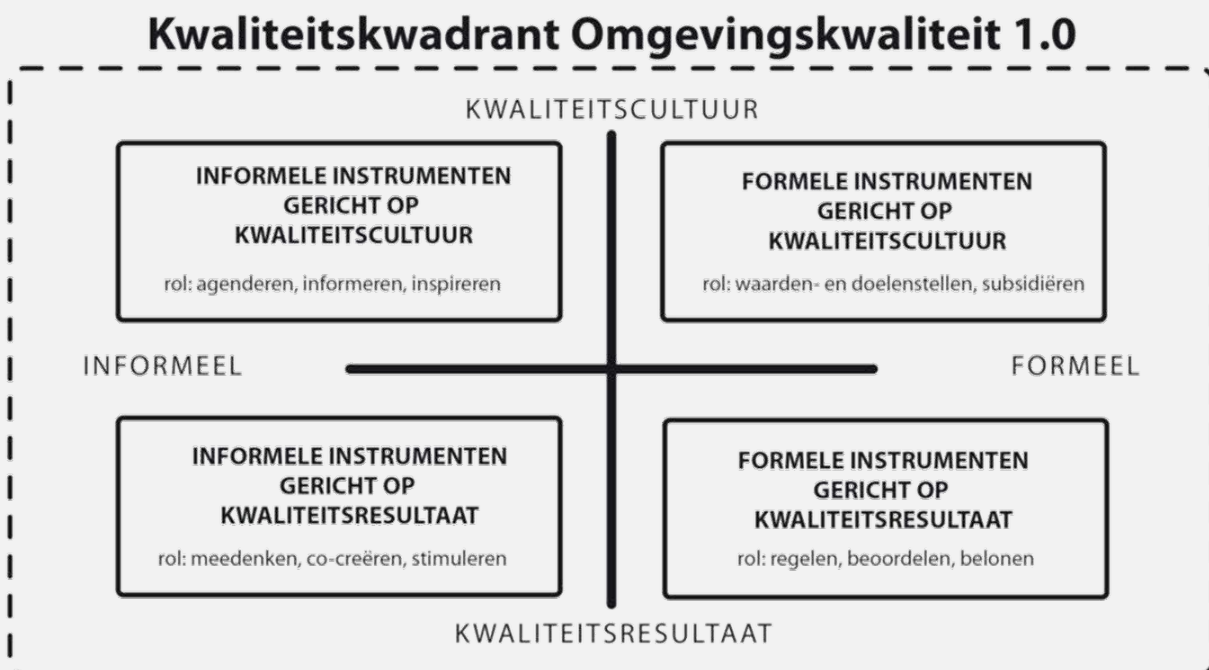 Kwaliteitskwadrant Omgevingskwaliteit 1.0
KWALITEITSCULTUUR
INFORMELE INSTRUMENTEN
GERICHT OP
KWALITEITSCULTUUR
rol: agenderen, informeren, inspireren
FORMELE INSTRUMENTEN
GERICHT OP
KWALITEITSCULTUUR
rol: waarden- en doelenstellen, subsidiëren
INFORMEEL
FORMEEL
INFORMELE INSTRUMENTEN
GERICHT OP
KWALITEITSRESULTAAT
rol: meedenken, co-creëren, stimuleren
FORMELE INSTRUMENTEN
GERICHT OP
KWALITEITSRESULTAAT
rol: regelen, beoordelen, belonen
KWALITEITSRESULTAAT